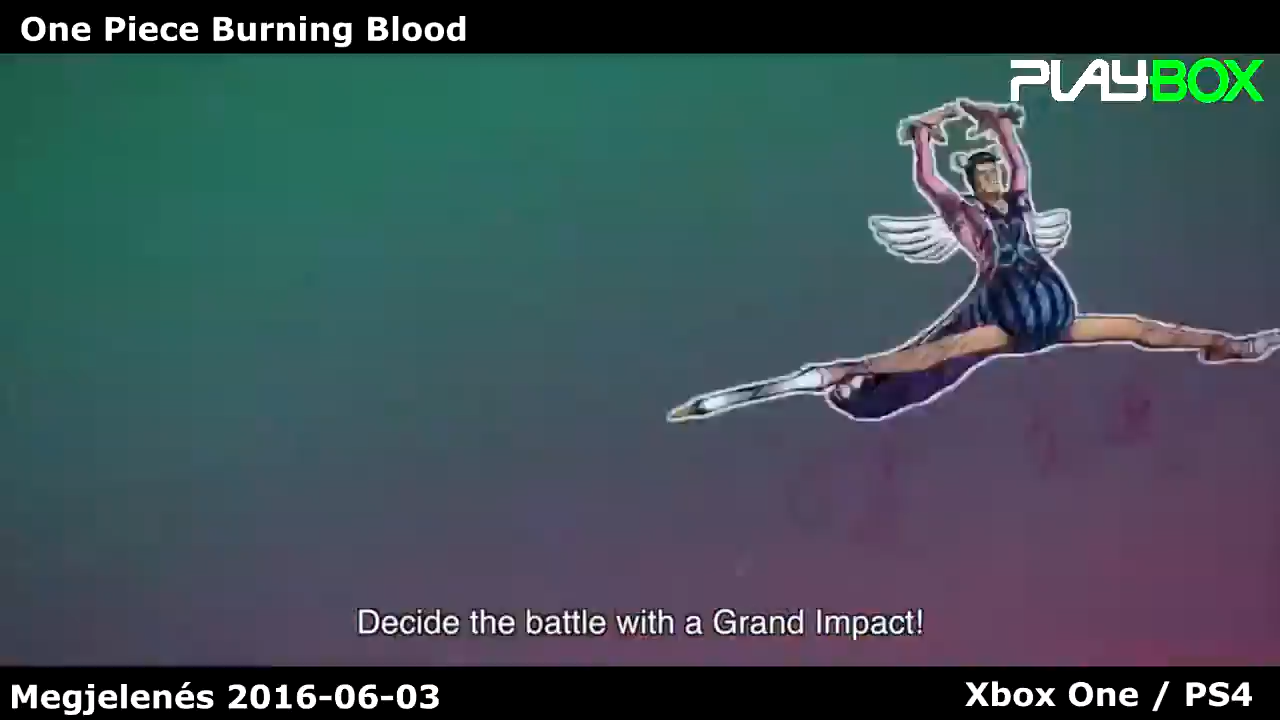 One Piece Burning Blood
PLAYBOX
Decide the battle with a Grand Impact!
Megjelenés 2016-06-03
Xbox One / PS4